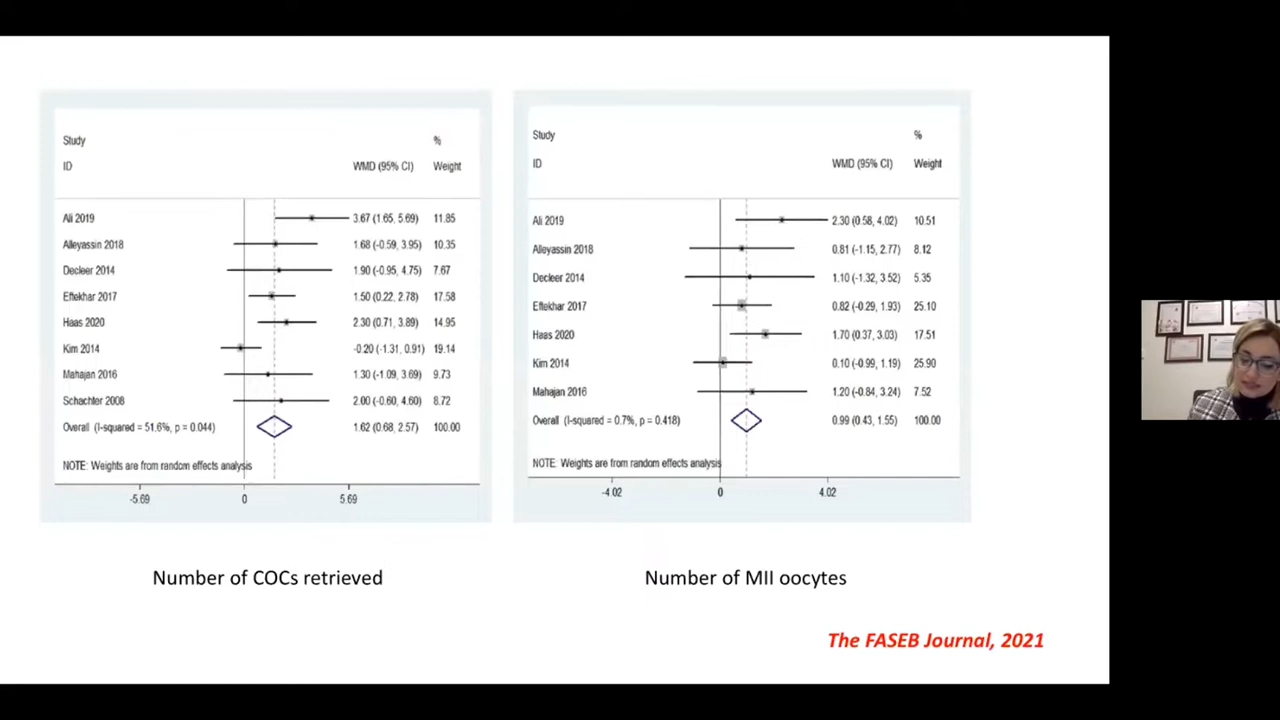 Study %
ID WMD (95% CI) Weight
Ali 2019 3.67 (1.65, 5.69) 11.85
Alleyassin 2018 1.68 (-0.59, 3.95) 10.35
Decleer 2014 1.90 (-0.95, 4.75) 7.67
Eftekhar 2017 1.50 (0.22, 2.78) 17.58
Haas 2020 2.30 (0.71, 3.89) 14.95
Kim 2014 -0.20 (-1.31, 0.91) 19.14
Mahajan 2016 1.30 (-1.09, 3.69) 9.73
Schachter 2008 2.00 (-0.60, 4.60) 8.72
Overall (I-squared = 51.6%, p = 0.044) 1.62 (0.68, 2.57) 100.00
NOTE: Weights are from random effects analysis
-5.69 0 5.69
Number of COCs retrieved
Study %
ID WMD (95% CI) Weight
Ali 2019 2.30 (0.58, 4.02) 10.51
Alleyassin 2018 0.81 (-1.15, 2.77) 8.12
Decleer 2014 1.10 (-1.32, 3.52) 5.35
Eftekhar 2017 0.82 (-0.29, 1.93) 25.10
Haas 2020 1.70 (0.37, 3.03) 17.51
Kim 2014 0.10 (-0.99, 1.19) 25.90
Mahajan 2016 1.20 (-0.84, 3.24) 7.52
Overall (I-squared = 0.7%, p = 0.418) 0.99 (0.43, 1.55) 100.00
NOTE: Weights are from random effects analysis
-4.02 0 4.02
Number of MII oocytes
The FASEB Journal, 2021